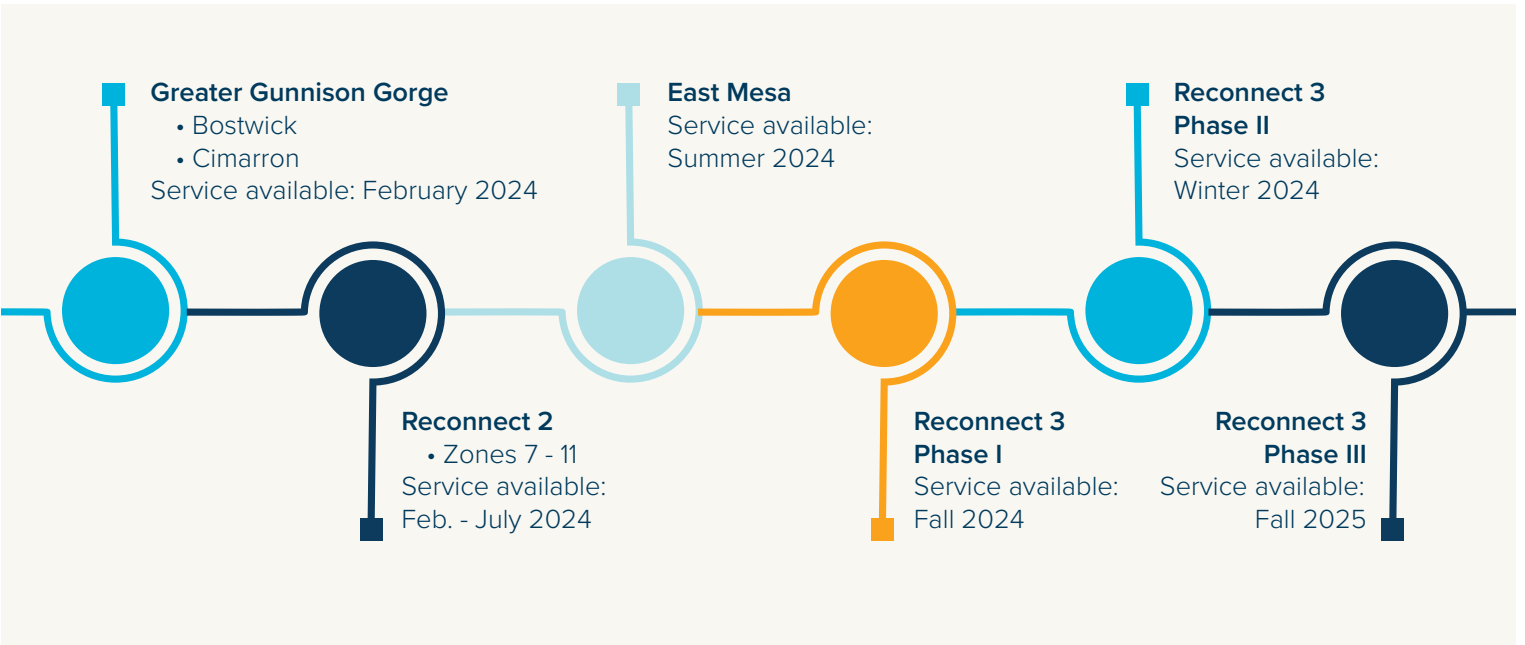 Greater Gunnison Gorge
• Bostwick
• Cimarron
Service available: February 2024
Reconnect 2
• Zones 7 - 11
Service available:
Feb. - July 2024
East Mesa
Service available:
Summer 2024
Reconnect 3
Phase I
Service available:
Fall 2024
Reconnect 3
Phase II
Service available:
Winter 2024
Reconnect 3
Phase III
Service available:
Fall 2025